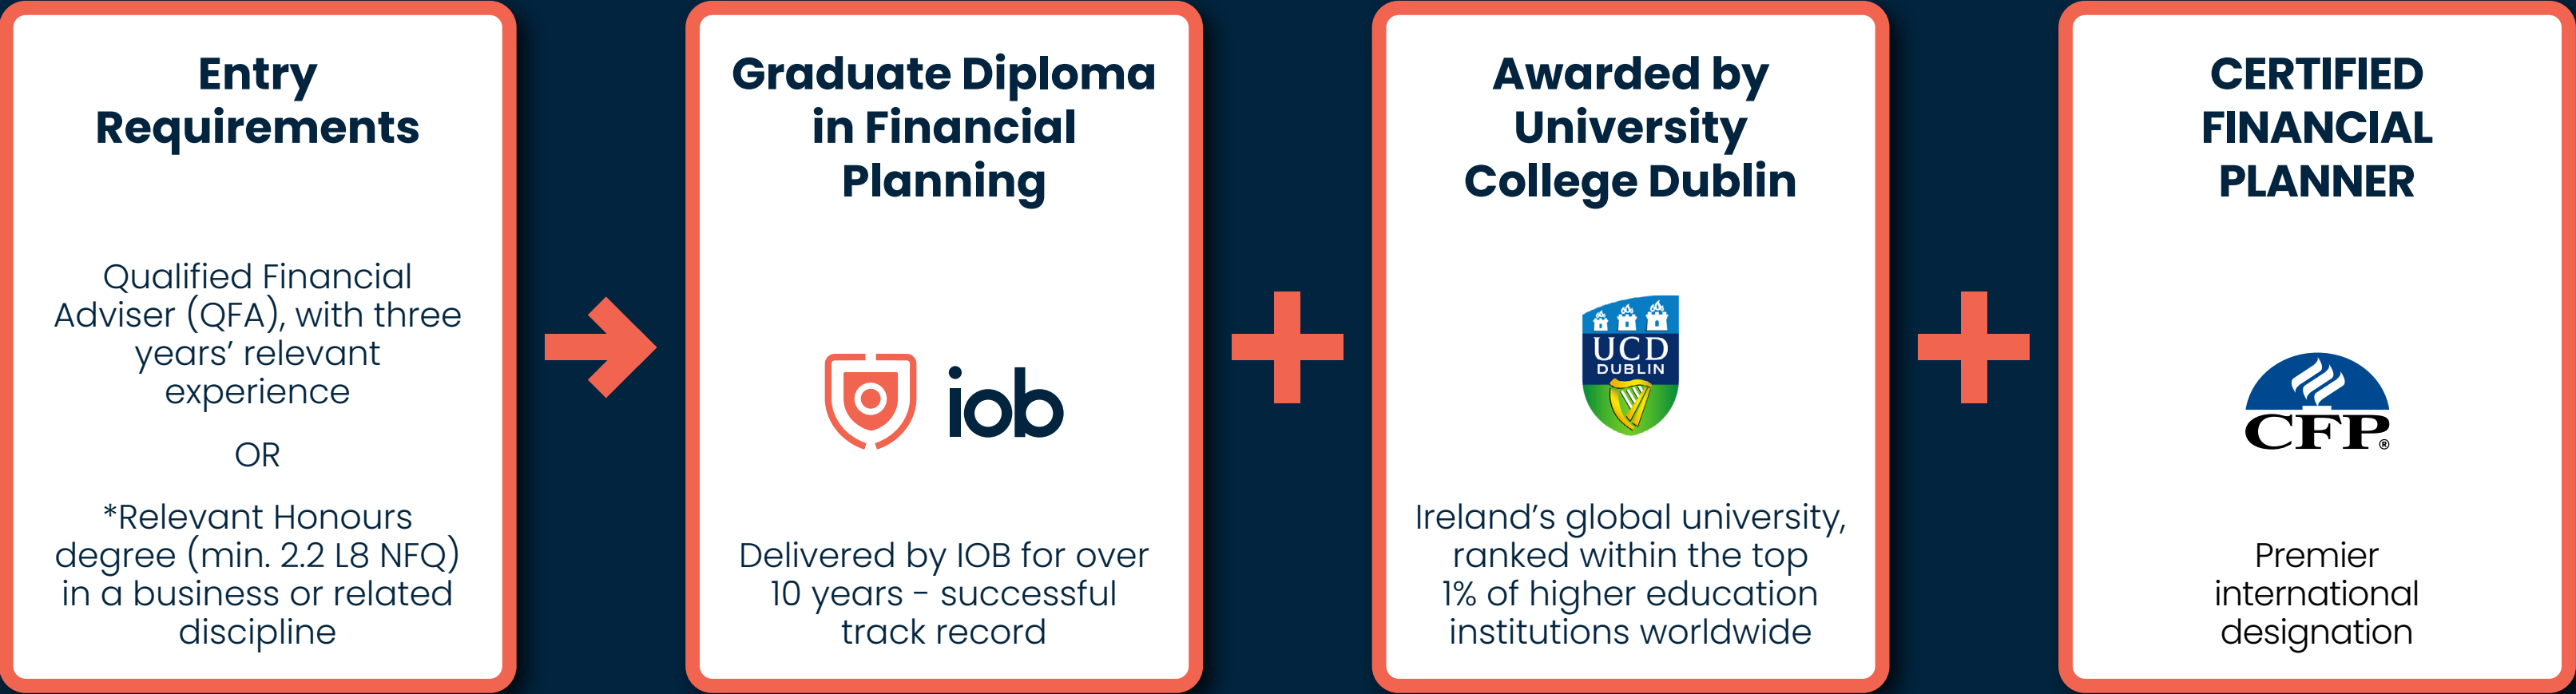 Entry
Requirements
Qualified Financial
Adviser (QFA), with three
years’ relevant
experience
OR
*Relevant Honours
degree (min. 2.2 L8 NFQ)
in a business or related
discipline
Graduate Diploma
in Financial
Planning
iob
Delivered by IOB for over
10 years - successful
track record
Awarded by
University
College Dublin
UCD
DUBLIN
Ireland’s global university,
ranked within the top
1% of higher education
institutions worldwide
CERTIFIED
FINANCIAL
PLANNER
CFP®
Premier
international
designation